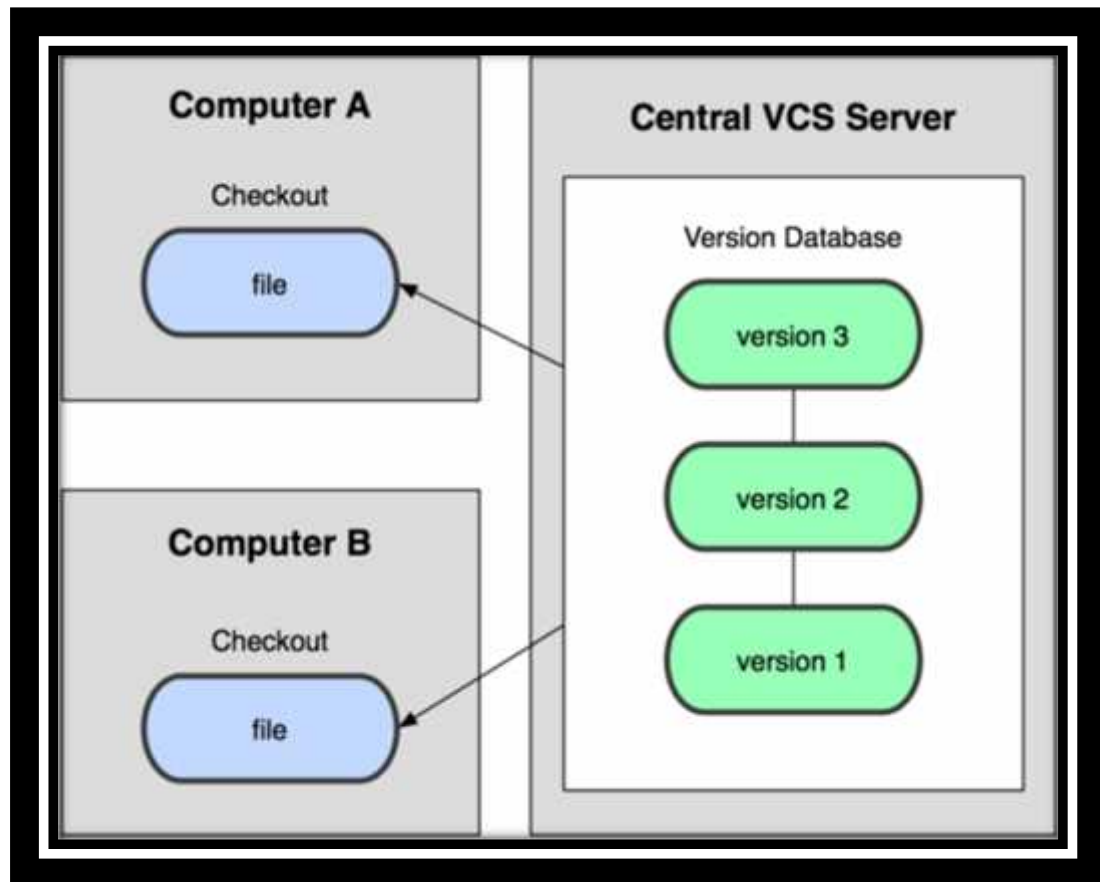 Computer A
Checkout
file
Computer B
Checkout
file
Central VCS Server
Version Database
version 3
version 2
version 1